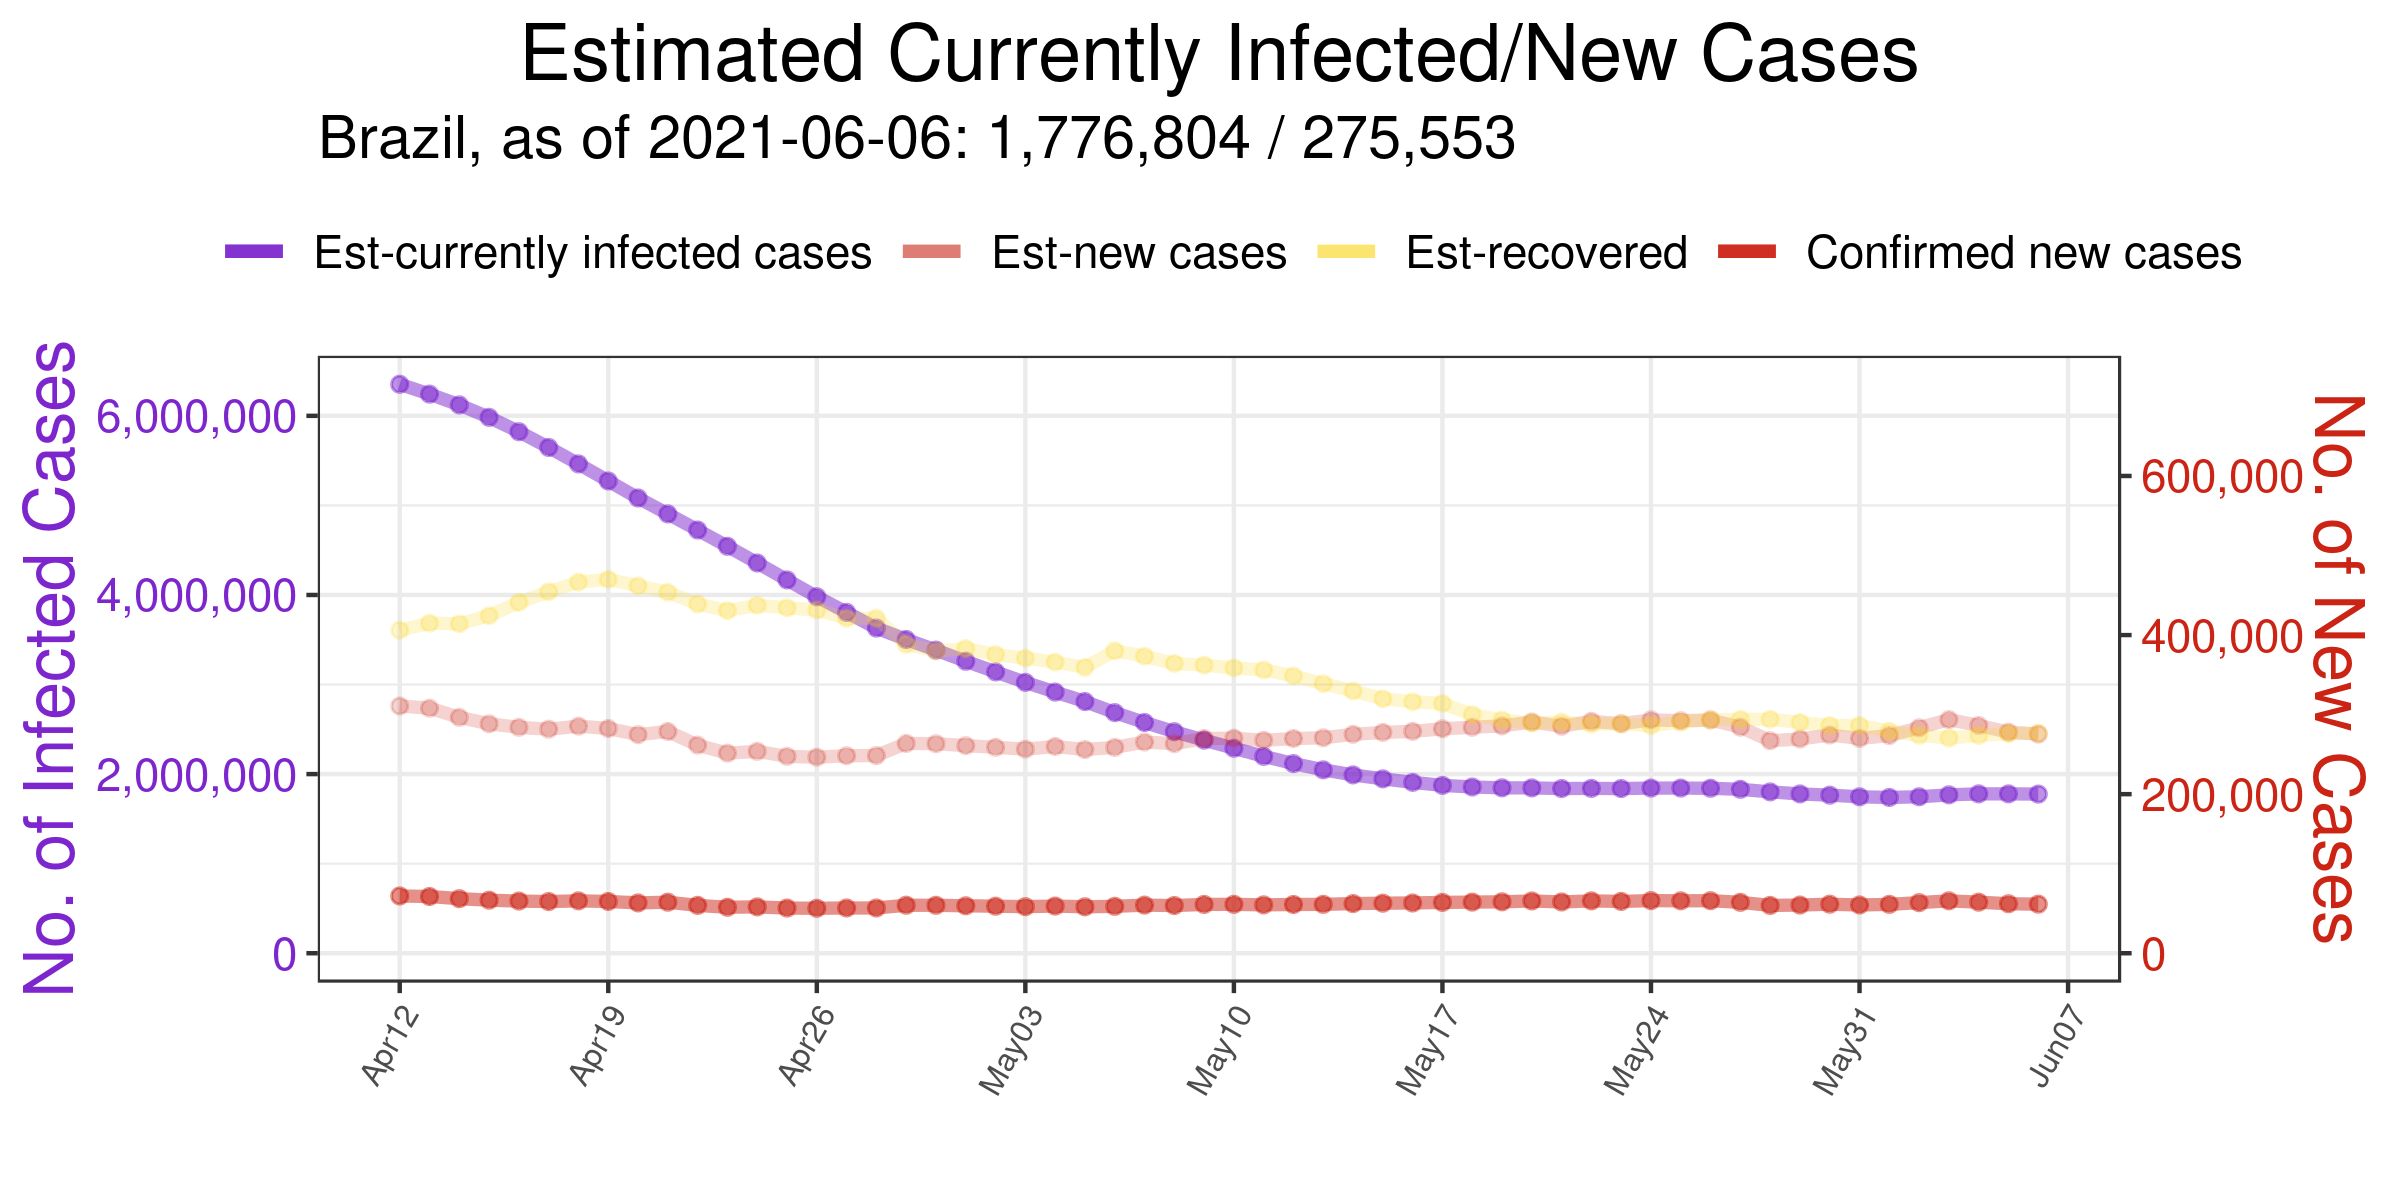 Estimated Currently Infected/New Cases
Brazil, as of 2021-06-06: 1,776,804 / 275,553
Est-currently infected cases
Est-new cases
Est-recovered
Confirmed new cases
No. of Infected Cases
6,000,000
4,000,000
2,000,000
0
600,000
400,000
200,000
0
No. of New Cases
Apr12
Apr19
Apr26
May03
May10
May17
May24
May31
Jun07